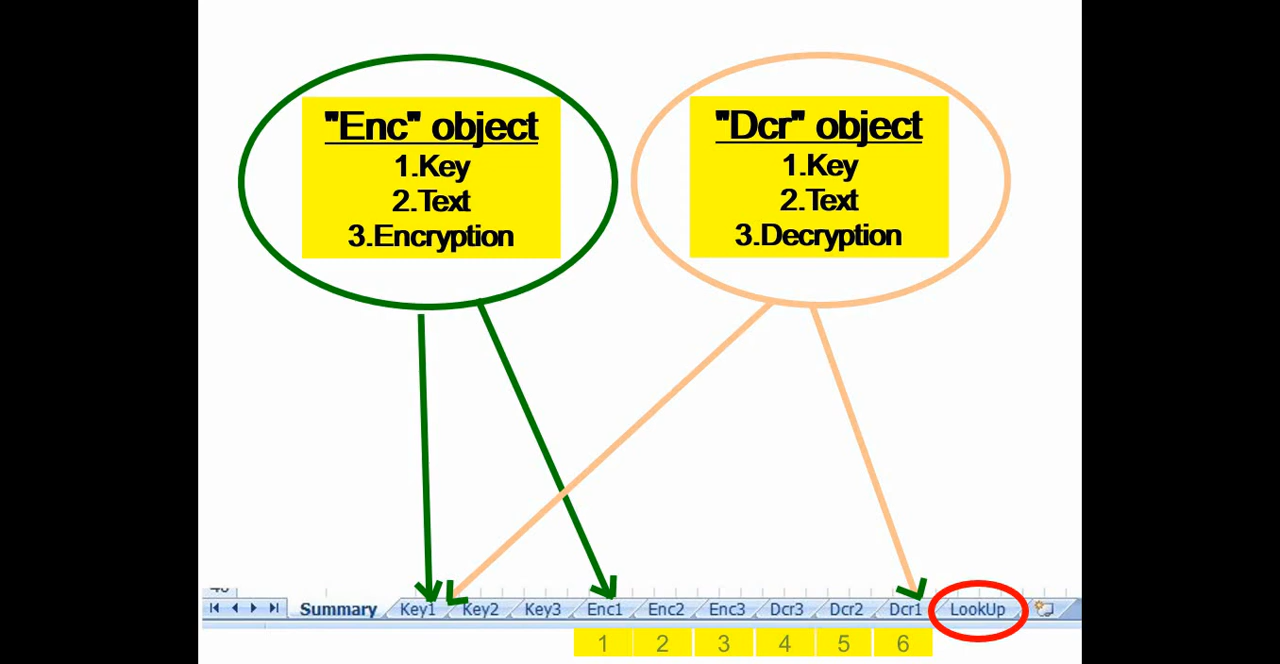 "Enc" object
1.Key
2.Text
3.Encryption
"Dcr" object
1.Key
2.Text
3.Decryption
Summary Key1 Key2 Key3 Enc1 Enc2 Enc3 Dcr3 Dcr2 Dcr1 LookUp
1 2 3 4 5 6